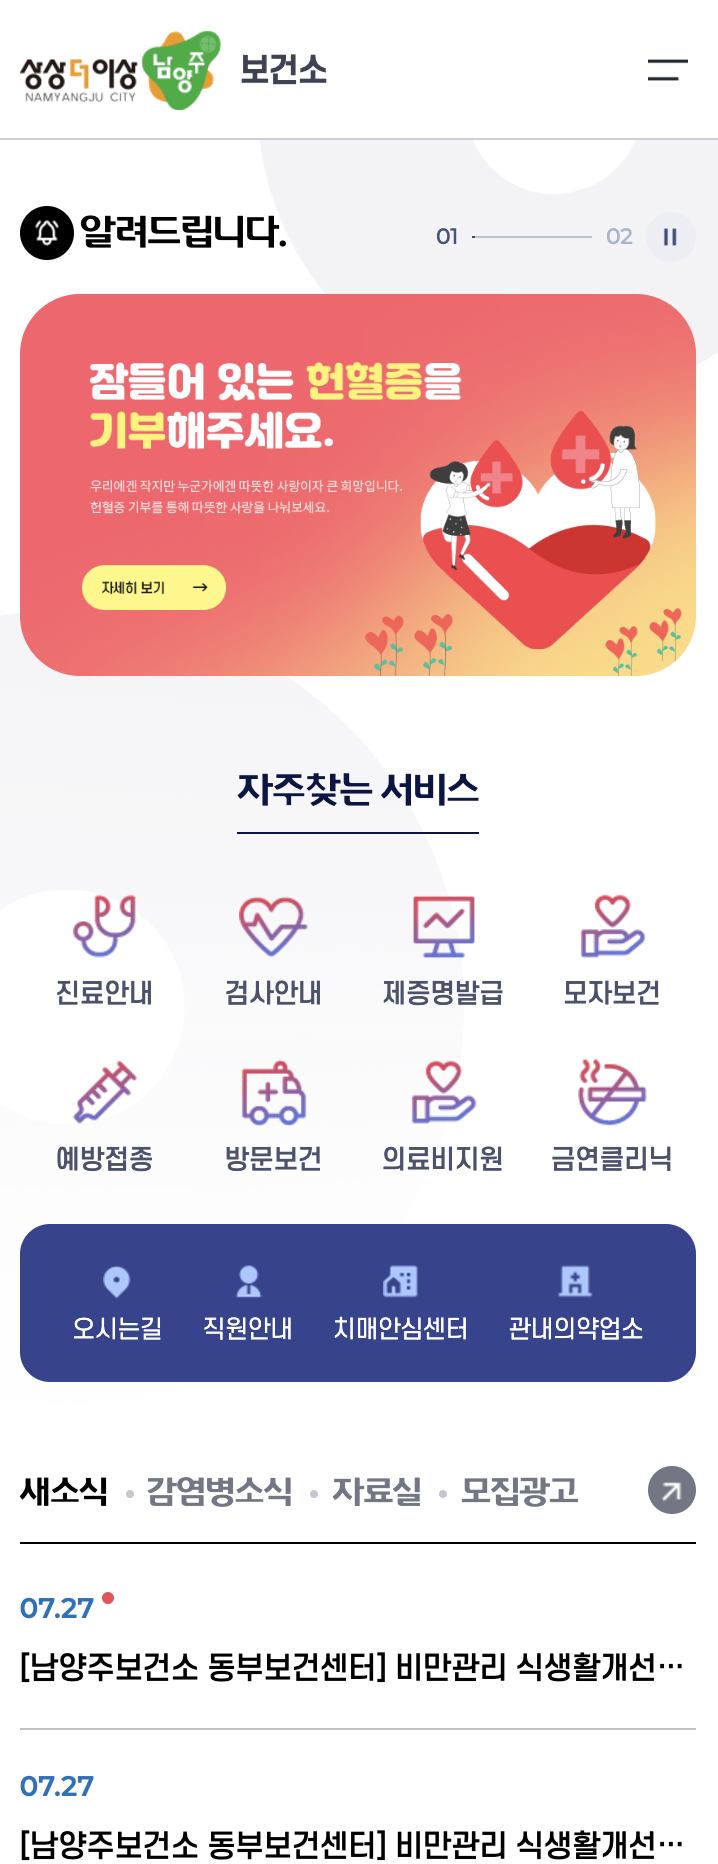 상상더이상 남양주
NAMYANGJU CITY
보건소
알려드립니다.
01 02
잠들어 있는 헌혈증을
기부해주세요.
우리에겐 작지만 누군가에겐 따뜻한 사랑이자 큰 희망입니다.
헌혈증 기부를 통해 따뜻한 사랑을 나눠보세요.
자세히 보기 →
자주찾는 서비스
진료안내 검사안내 제증명발급 모자보건
예방접종 방문보건 의료비지원 금연클리닉
오시는길 직원안내 치매안심센터 관내의약업소
새소식 • 감염병소식 • 자료실 • 모집광고
07.27
[남양주보건소 동부보건센터] 비만관리 식생활개선…
07.27
[남양주보건소 동부보건센터] 비만관리 식생활개선…